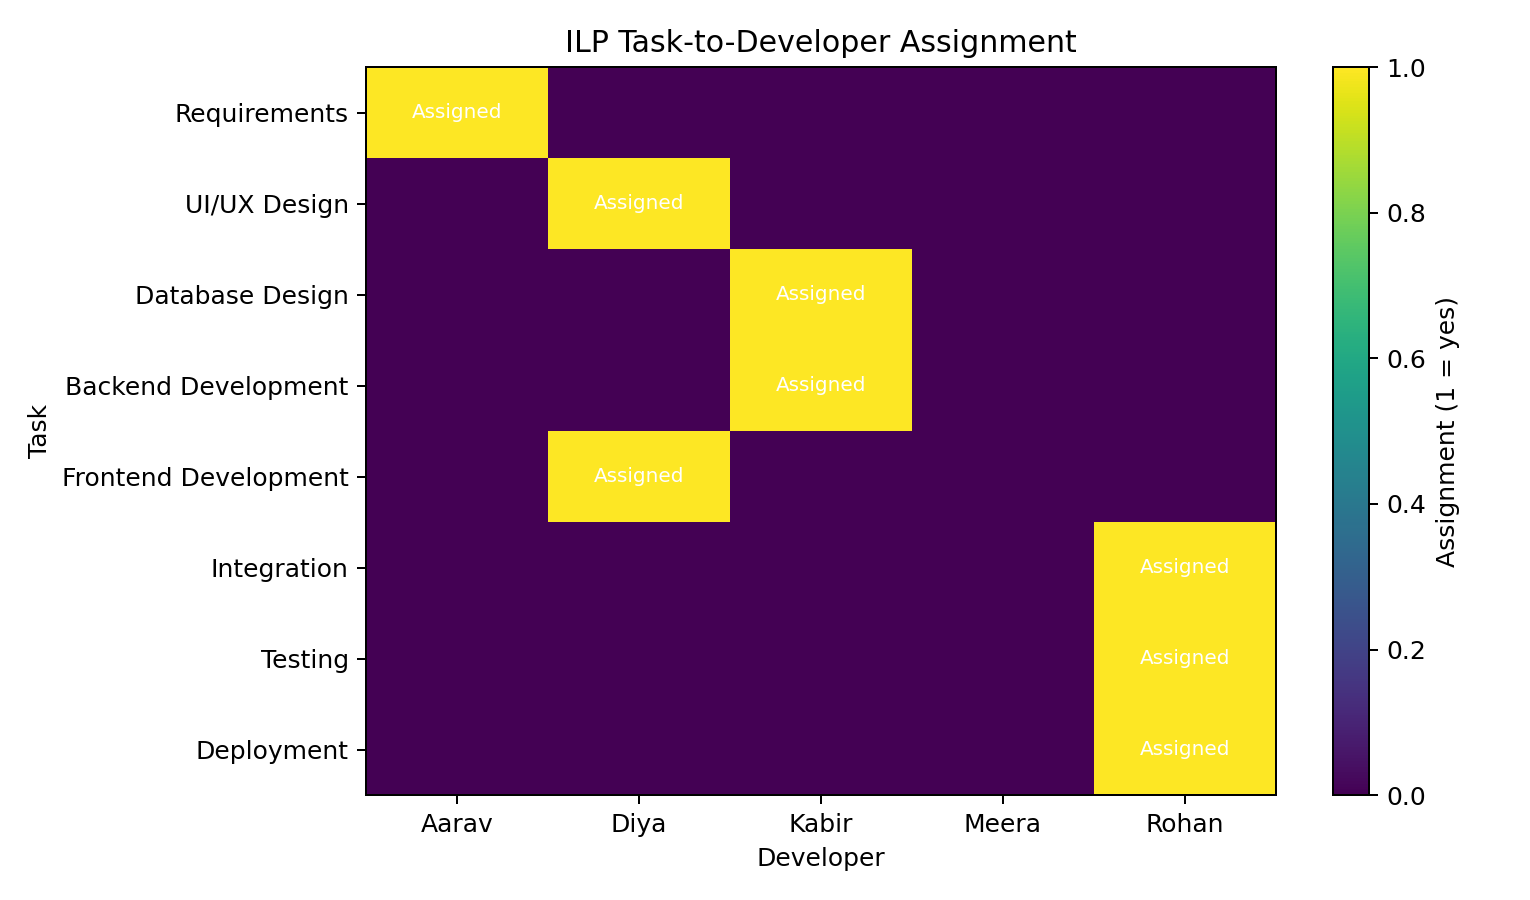 ILP Task-to-Developer Assignment
Requirements
UI/UX Design
Database Design
Backend Development
Frontend Development
Integration
Testing
Deployment
Task
Assigned
Assigned
Assigned
Assigned
Assigned
Assigned
Assigned
Assigned
Aarav
Diya
Kabir
Meera
Rohan
Developer
1.0
0.8
0.6
0.4
0.2
0.0
Assignment (1 = yes)